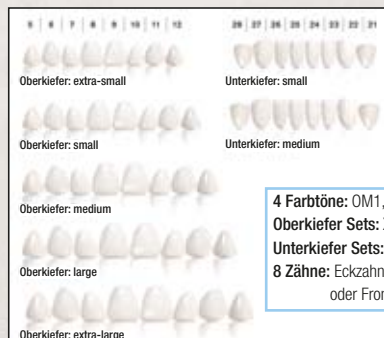 5 | 6 | 7 | 8 | 9 | 10 | 11 | 12
28 | 27 | 26 | 25 | 24 | 23 | 22 | 21
Oberkiefer: extra-small
Unterkiefer: small
Oberkiefer: small
Unterkiefer: medium
Oberkiefer: medium
Oberkiefer: large
Oberkiefer: extra-large
4 Farbtöne: OM1,
Oberkiefer Sets:
Unterkiefer Sets:
8 Zähne: Eckzahn
oder Fron